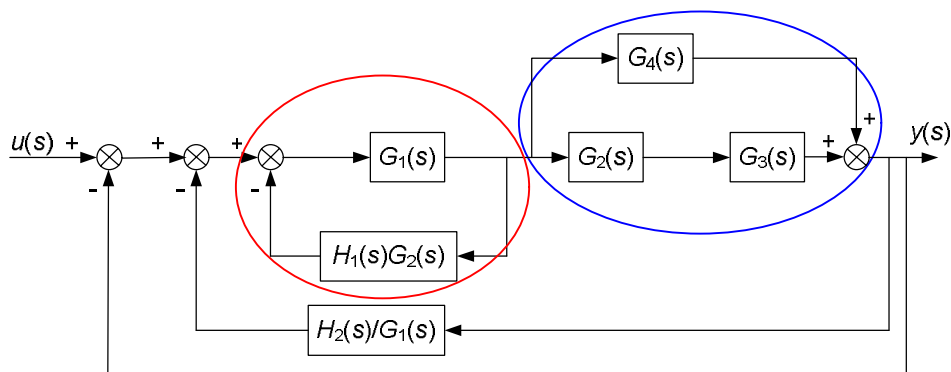 G₄(s)
u(s) + + + G₁(s) G₂(s) G₃(s) + + y(s)
- - -
H₁(s)G₂(s)
H₂(s)/G₁(s)